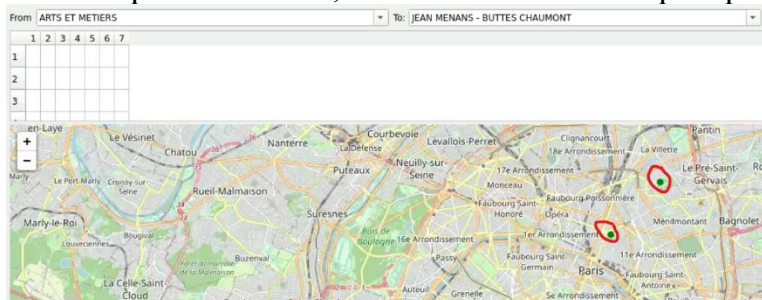 From ARTS ET METIERS To: JEAN MENANS - BUTTES CHAUMONT
1 2 3 4 5 6 7
1
2
3
+
−
en-Laye
Le Vésinet
Chatou
Nanterre
Courbevoie
La Défense
Levallois-Perret
Clignancourt
18e Arrondissement
La Villette
Pantin
Marly
Le Port-Marly
Croissy-sur-Seine
Rueil-Malmaison
Puteaux
Neuilly-sur-Seine
17e Arrondissement
Monceau
Faubourg Poissonnière
Le Pré-Saint-Gervais
Suresnes
Faubourg Saint-Honoré
Opéra
Ménilmontant
Bagnolet
Marly-le-Roi
Louveciennes
Bougival
Buzenval
Bois de Boulogne
16e Arrondissement
1er Arrondissement
11e Arrondissement
Forêt domaniale de la Malmaison
Passy
Faubourg Saint-Germain
Paris
Faubourg Saint-Antoine
La Celle-Saint-Cloud
Auteuil
Grenelle
5e Arrondissement